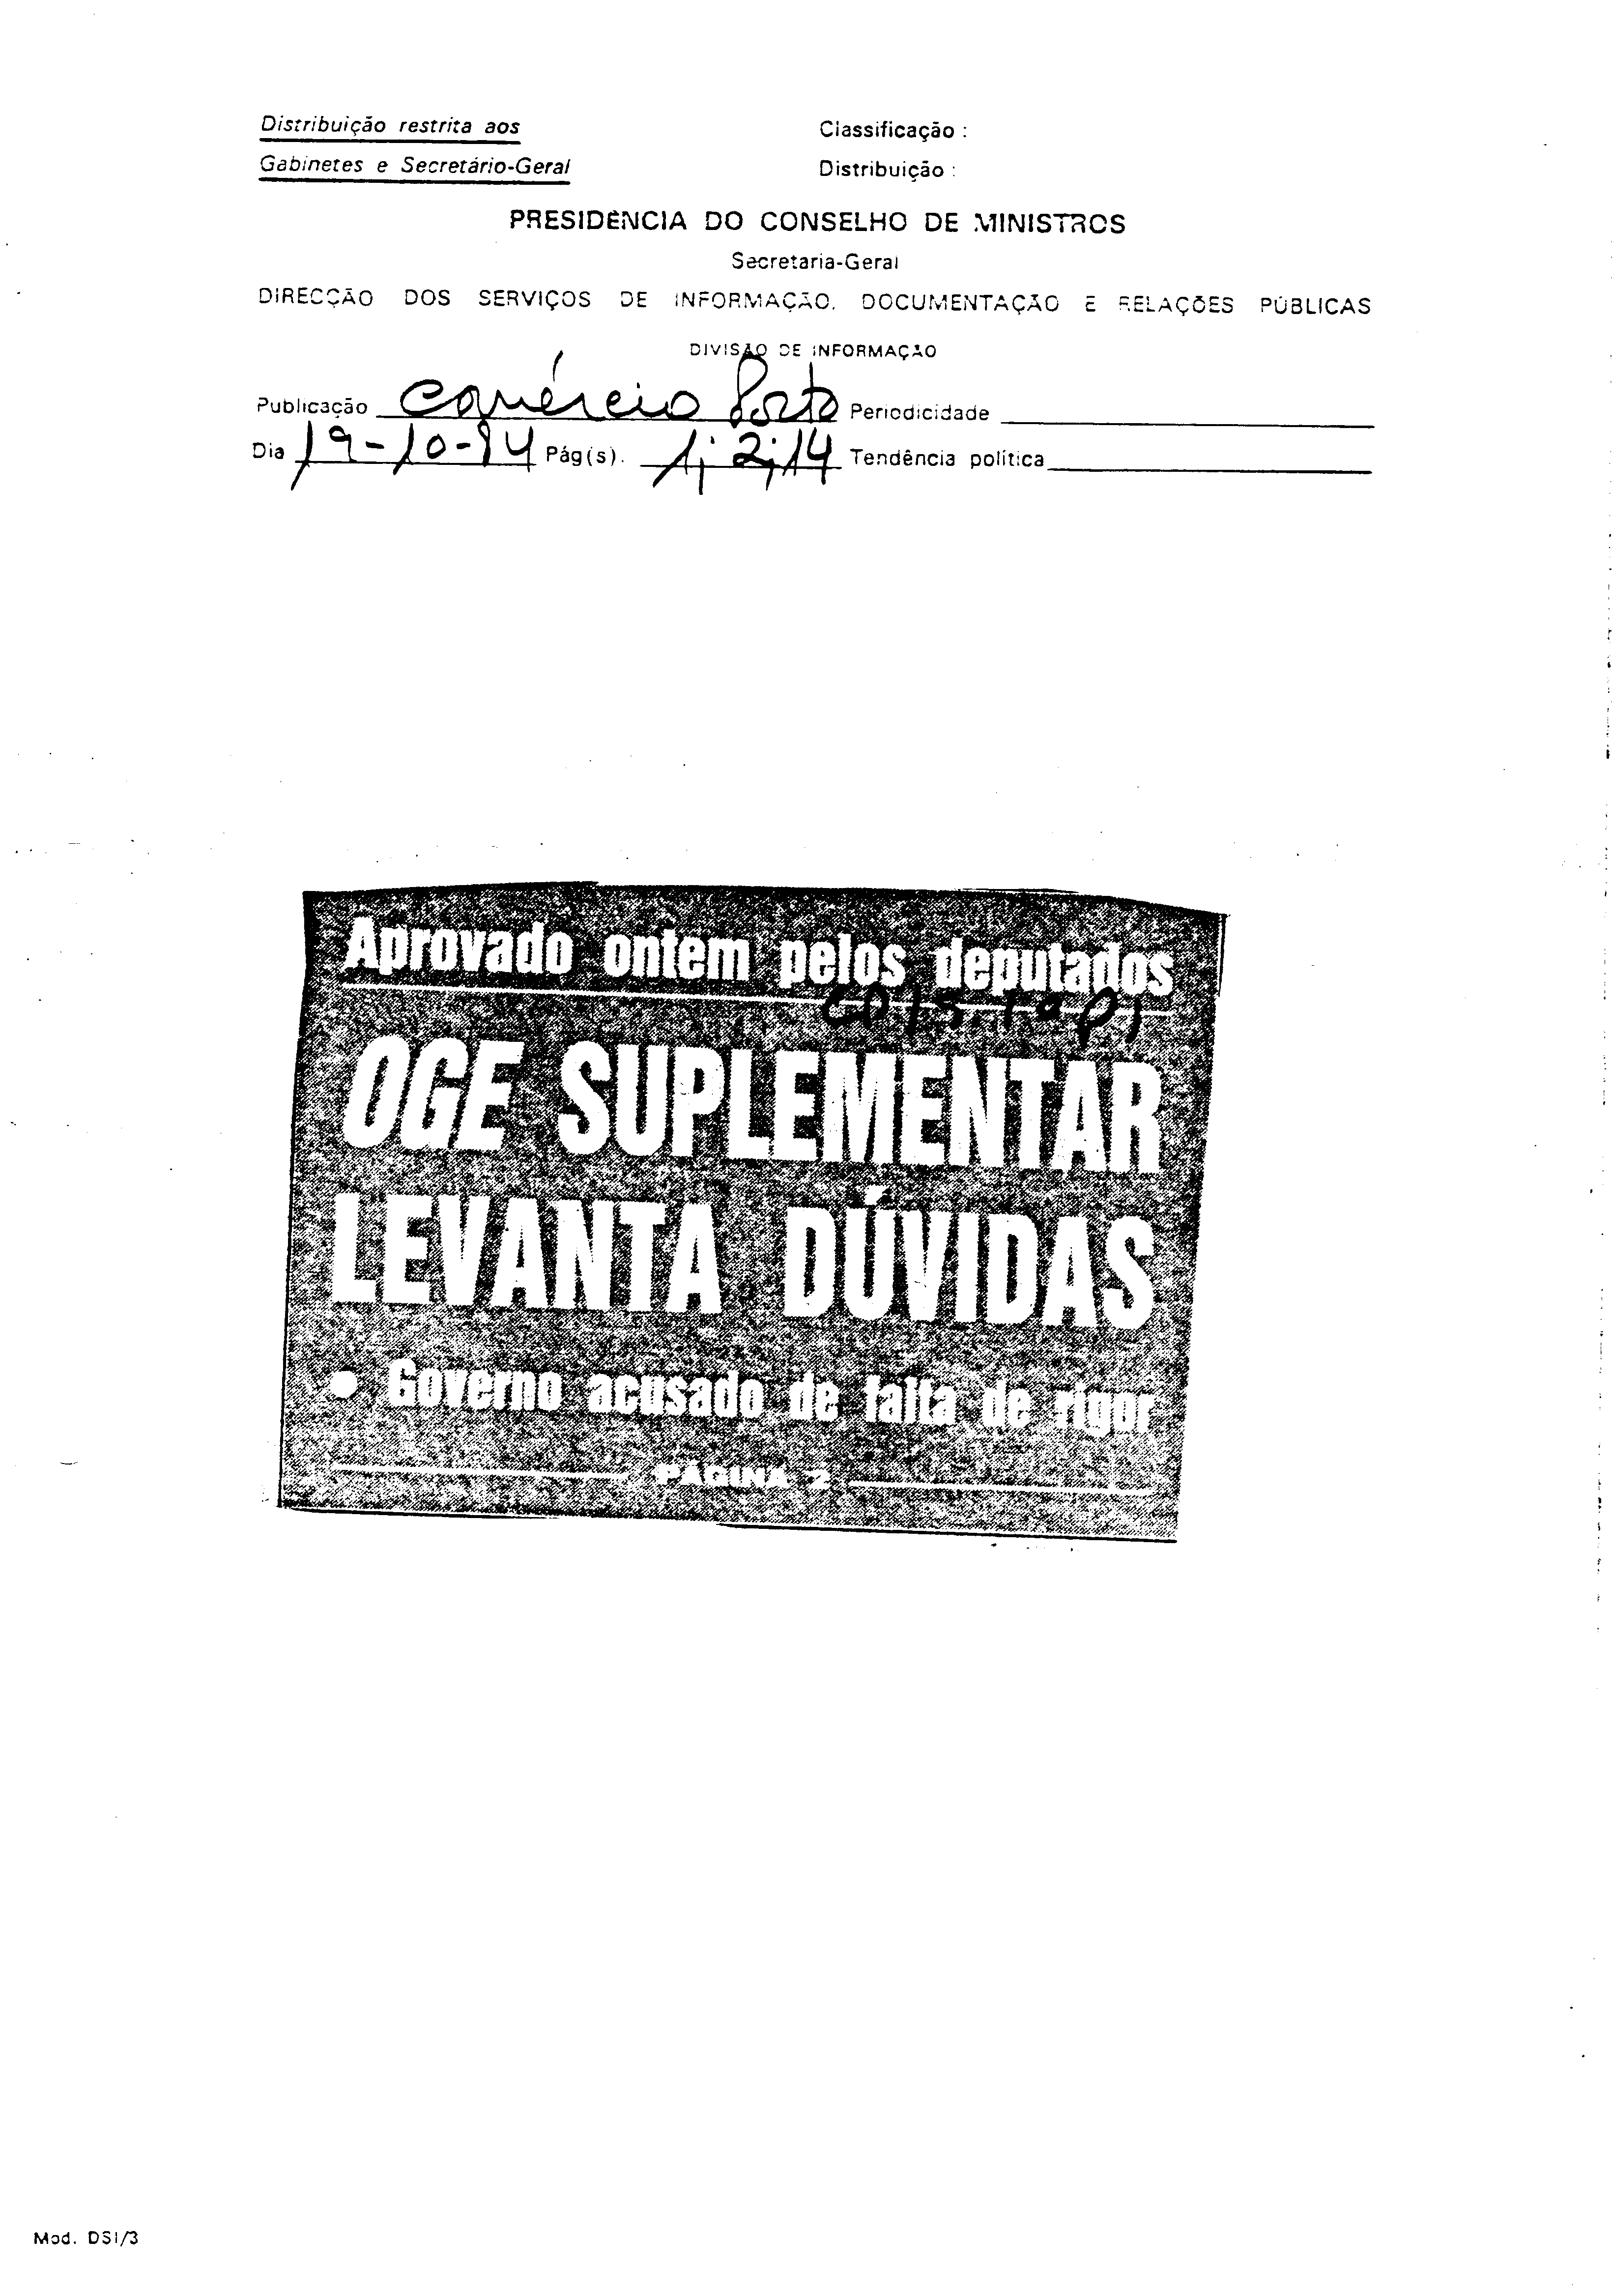 Distribuição restrita aos
Gabinetes e Secretário-Geral
Classificação :
Distribuição :
PRESIDÊNCIA DO CONSELHO DE MINISTROS
Secretaria-Geral
DIRECÇÃO DOS SERVIÇOS DE INFORMAÇÃO, DOCUMENTAÇÃO E RELAÇÕES PÚBLICAS
DIVISÃO DE INFORMAÇÃO
Publicação Comércio Porto Periodicidade
Dia 19-10-84 Pág(s). 1; 2; 14 Tendência política
Aprovado ontem pelos deputados
OGE SUPLEMENTAR
LEVANTA DÚVIDAS
• Governo acusado de falta de rigor
PÁGINA 2
Mod. DSI/3